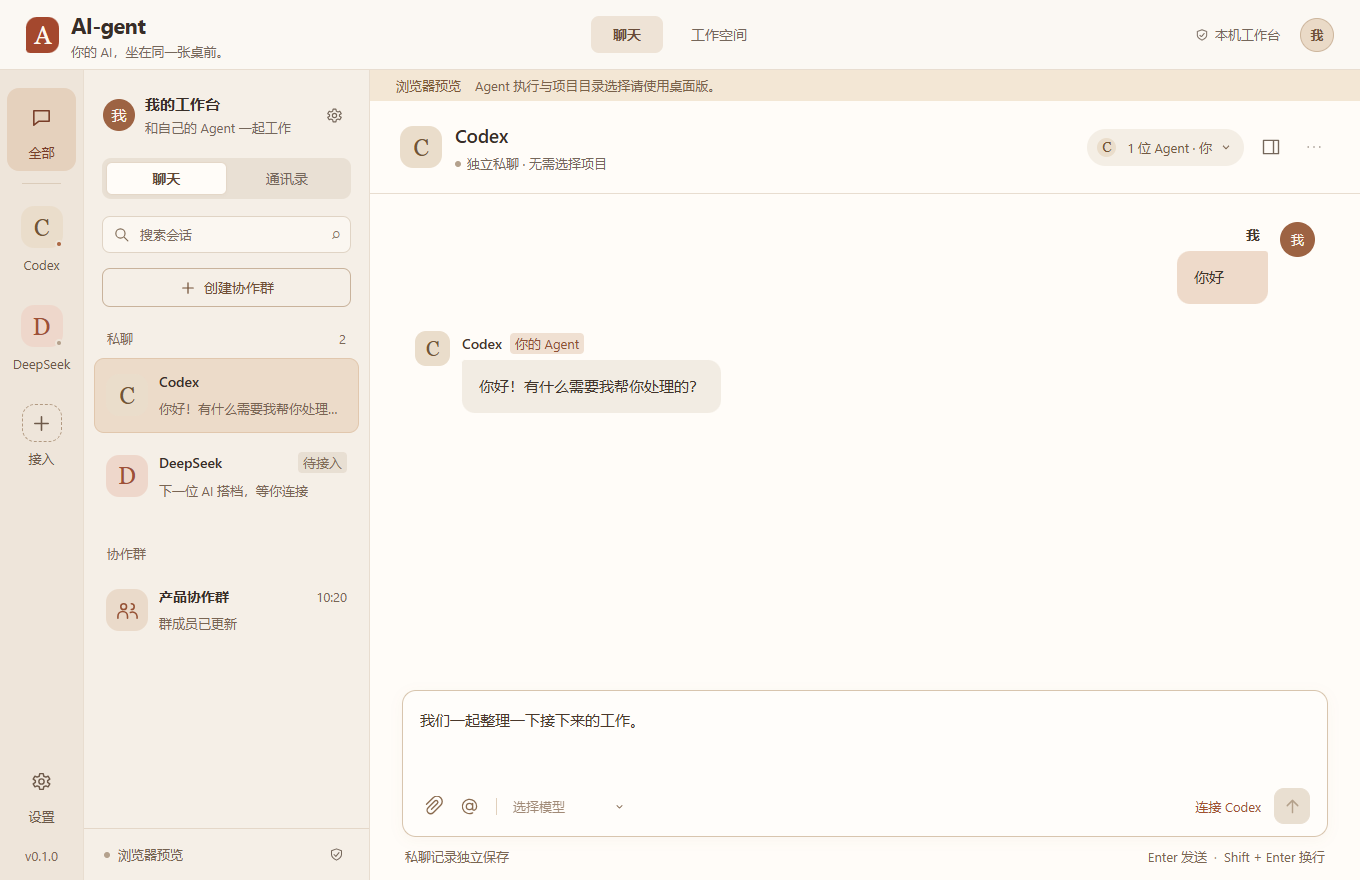 A
AI-gent
你的 AI，坐在同一张桌前。
聊天
工作空间
本机工作台
我
全部
C
Codex
D
DeepSeek
接入
设置
v0.1.0
我
我的工作台
和自己的 Agent 一起工作
聊天
通讯录
搜索会话
创建协作群
私聊
2
C
Codex
你好！有什么需要我帮你处理...
D
DeepSeek
待接入
下一位 AI 搭档，等你连接
协作群
产品协作群
10:20
群成员已更新
浏览器预览
浏览器预览 Agent 执行与项目目录选择请使用桌面版。
C
Codex
独立私聊 · 无需选择项目
C
1 位 Agent · 你
我
我
你好
C
Codex
你的 Agent
你好！有什么需要我帮你处理的？
我们一起整理一下接下来的工作。
选择模型
连接 Codex
私聊记录独立保存
Enter 发送 · Shift + Enter 换行